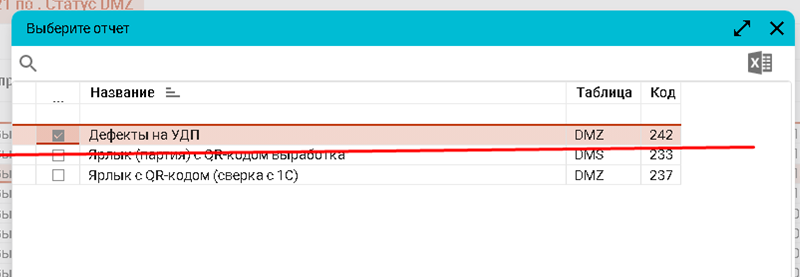 21 по . Статус DMZ
Выберите отчет
... Название Таблица Код
Дефекты на УДП DMZ 242
Ярлык (партия) с QR-кодом выработка DMS 233
Ярлык с QR-кодом (сверка с 1С) DMZ 237